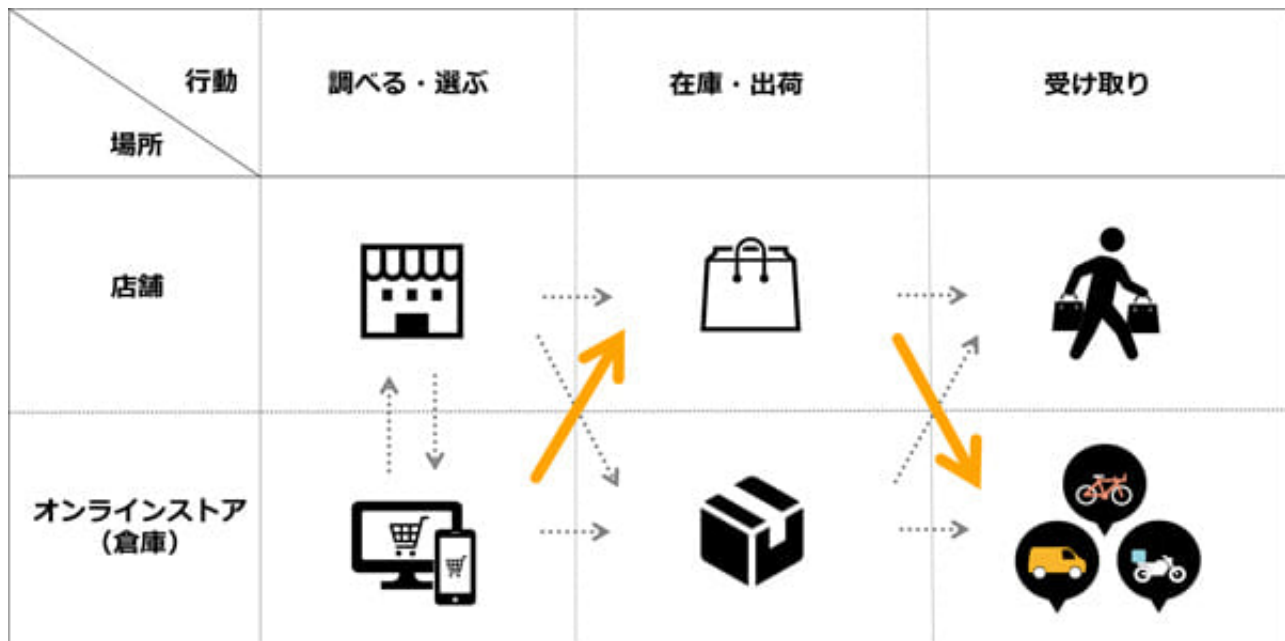 行動
場所
調べる・選ぶ
在庫・出荷
受け取り
店舗
オンラインストア
（倉庫）